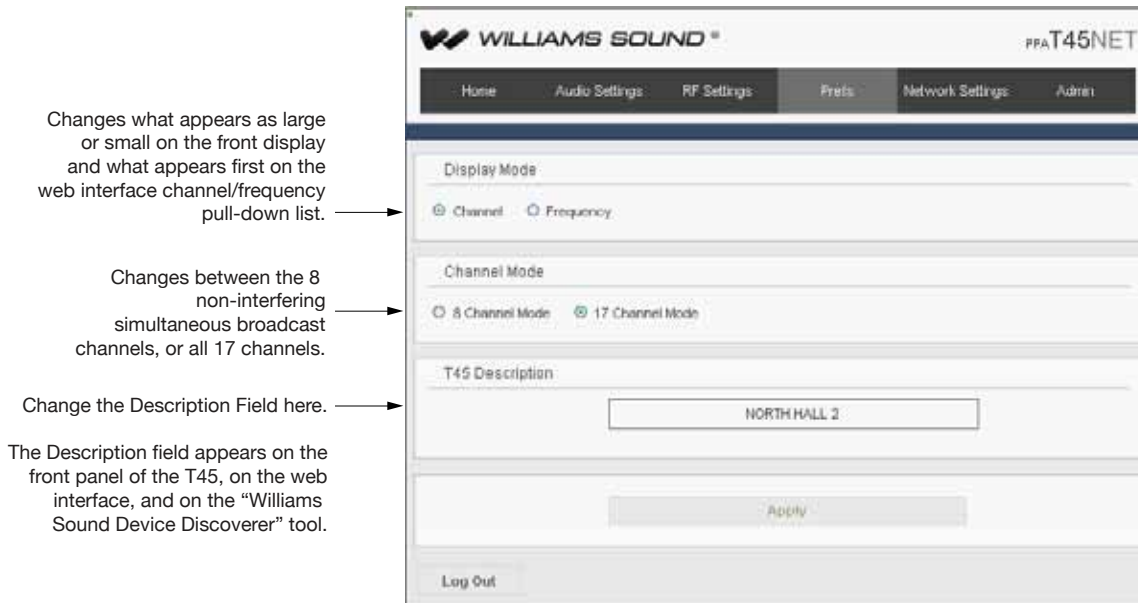 WILLIAMS SOUND®
PPA T45NET
Home Audio Settings RF Settings Prefs Network Settings Admin
Changes what appears as large
or small on the front display
and what appears first on the
web interface channel/frequency
pull-down list.
Display Mode
Channel Frequency
Changes between the 8
non-interfering
simultaneous broadcast
channels, or all 17 channels.
Channel Mode
8 Channel Mode 17 Channel Mode
Change the Description Field here.
T45 Description
NORTH HALL 2
The Description field appears on the
front panel of the T45, on the web
interface, and on the “Williams
Sound Device Discoverer” tool.
Apply
Log Out